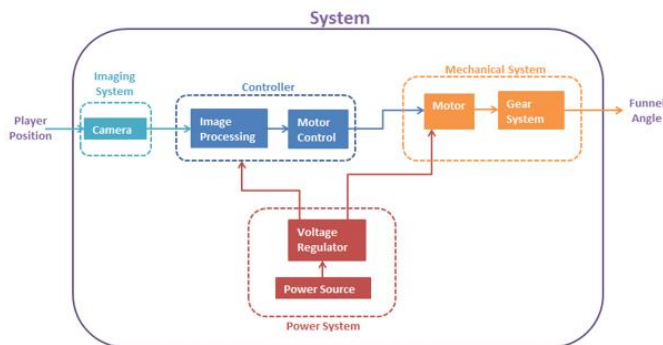 System
Imaging
System
Controller
Mechanical System
Player
Position
Camera
Image
Processing
Motor
Control
Motor
Gear
System
Funnel
Angle
Voltage
Regulator
Power Source
Power System